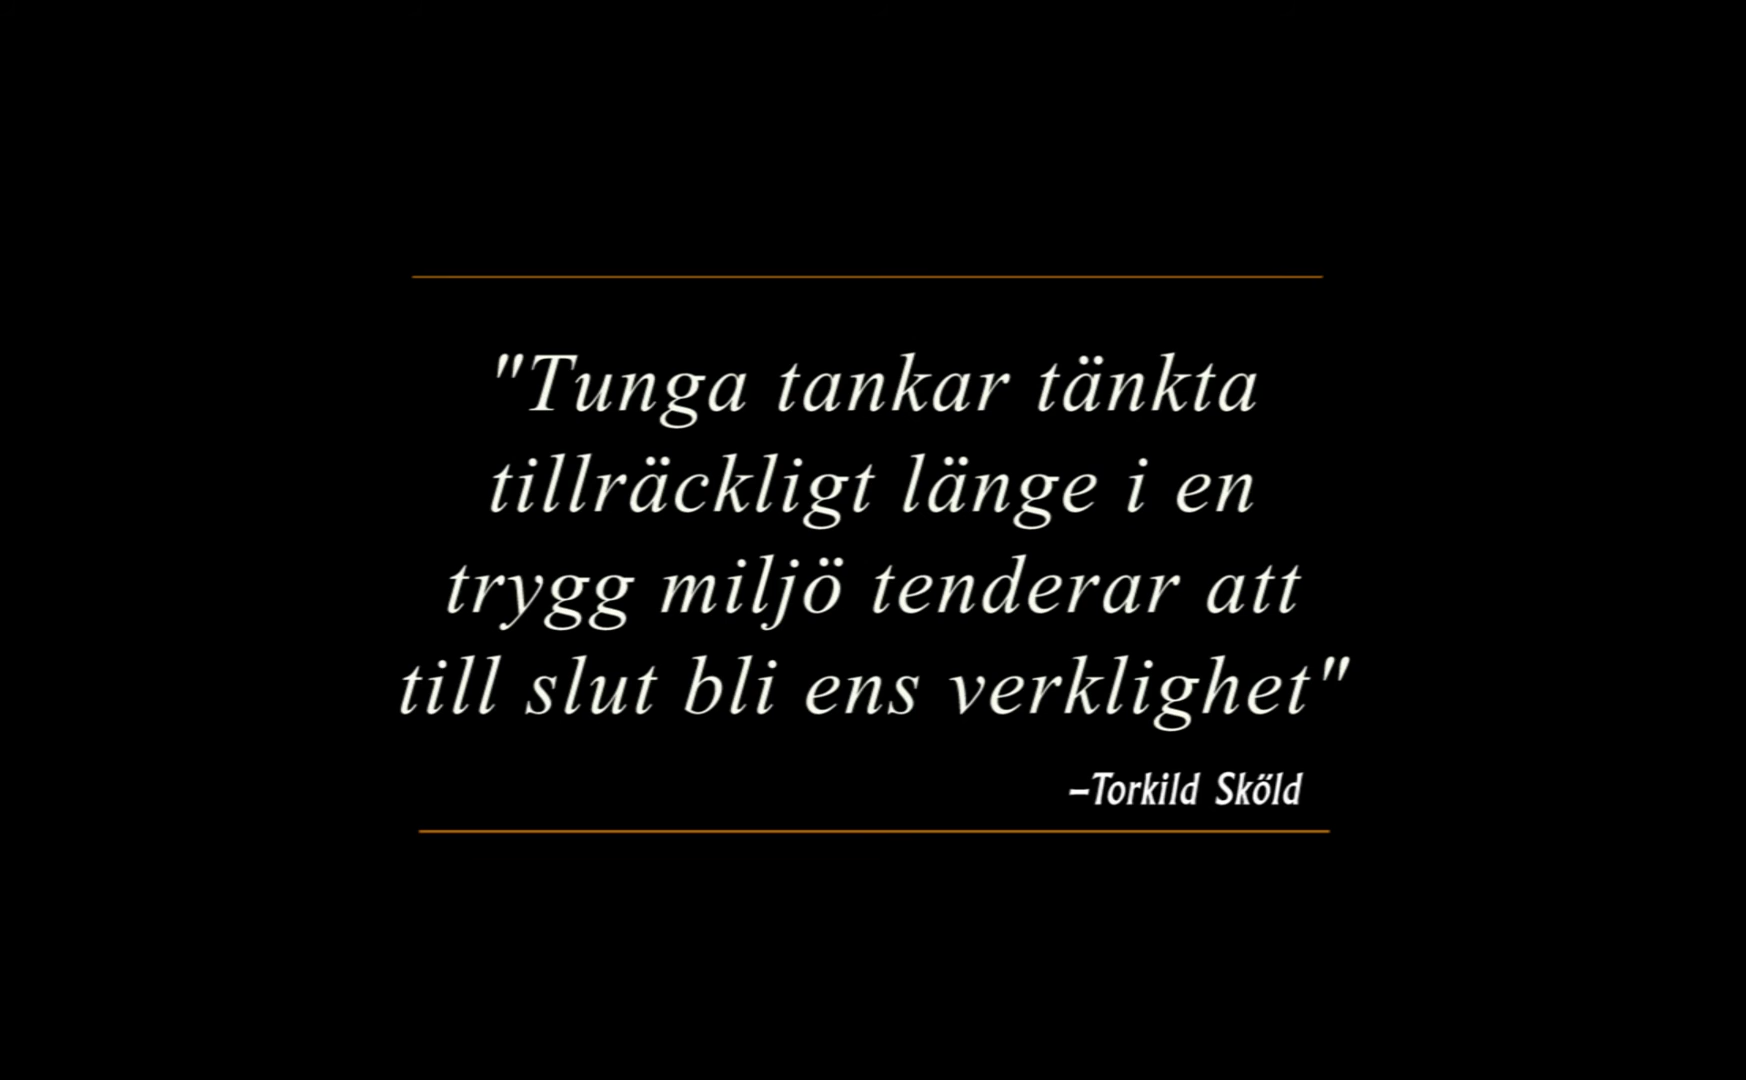 "Tunga tankar tänkta
tillräckligt länge i en
trygg miljö tenderar att
till slut bli ens verklighet"
–Torkild Sköld